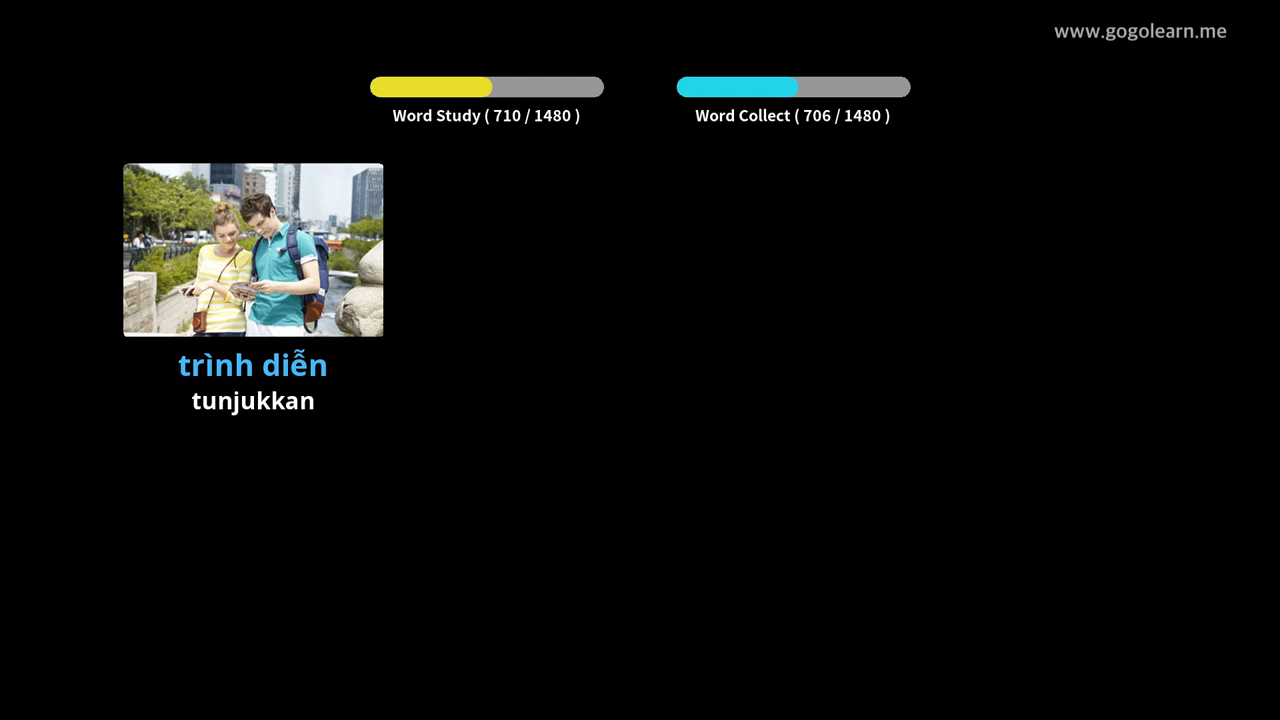 www.gogolearn.me
Word Study ( 710 / 1480 )
Word Collect ( 706 / 1480 )
trình diễn
tunjukkan